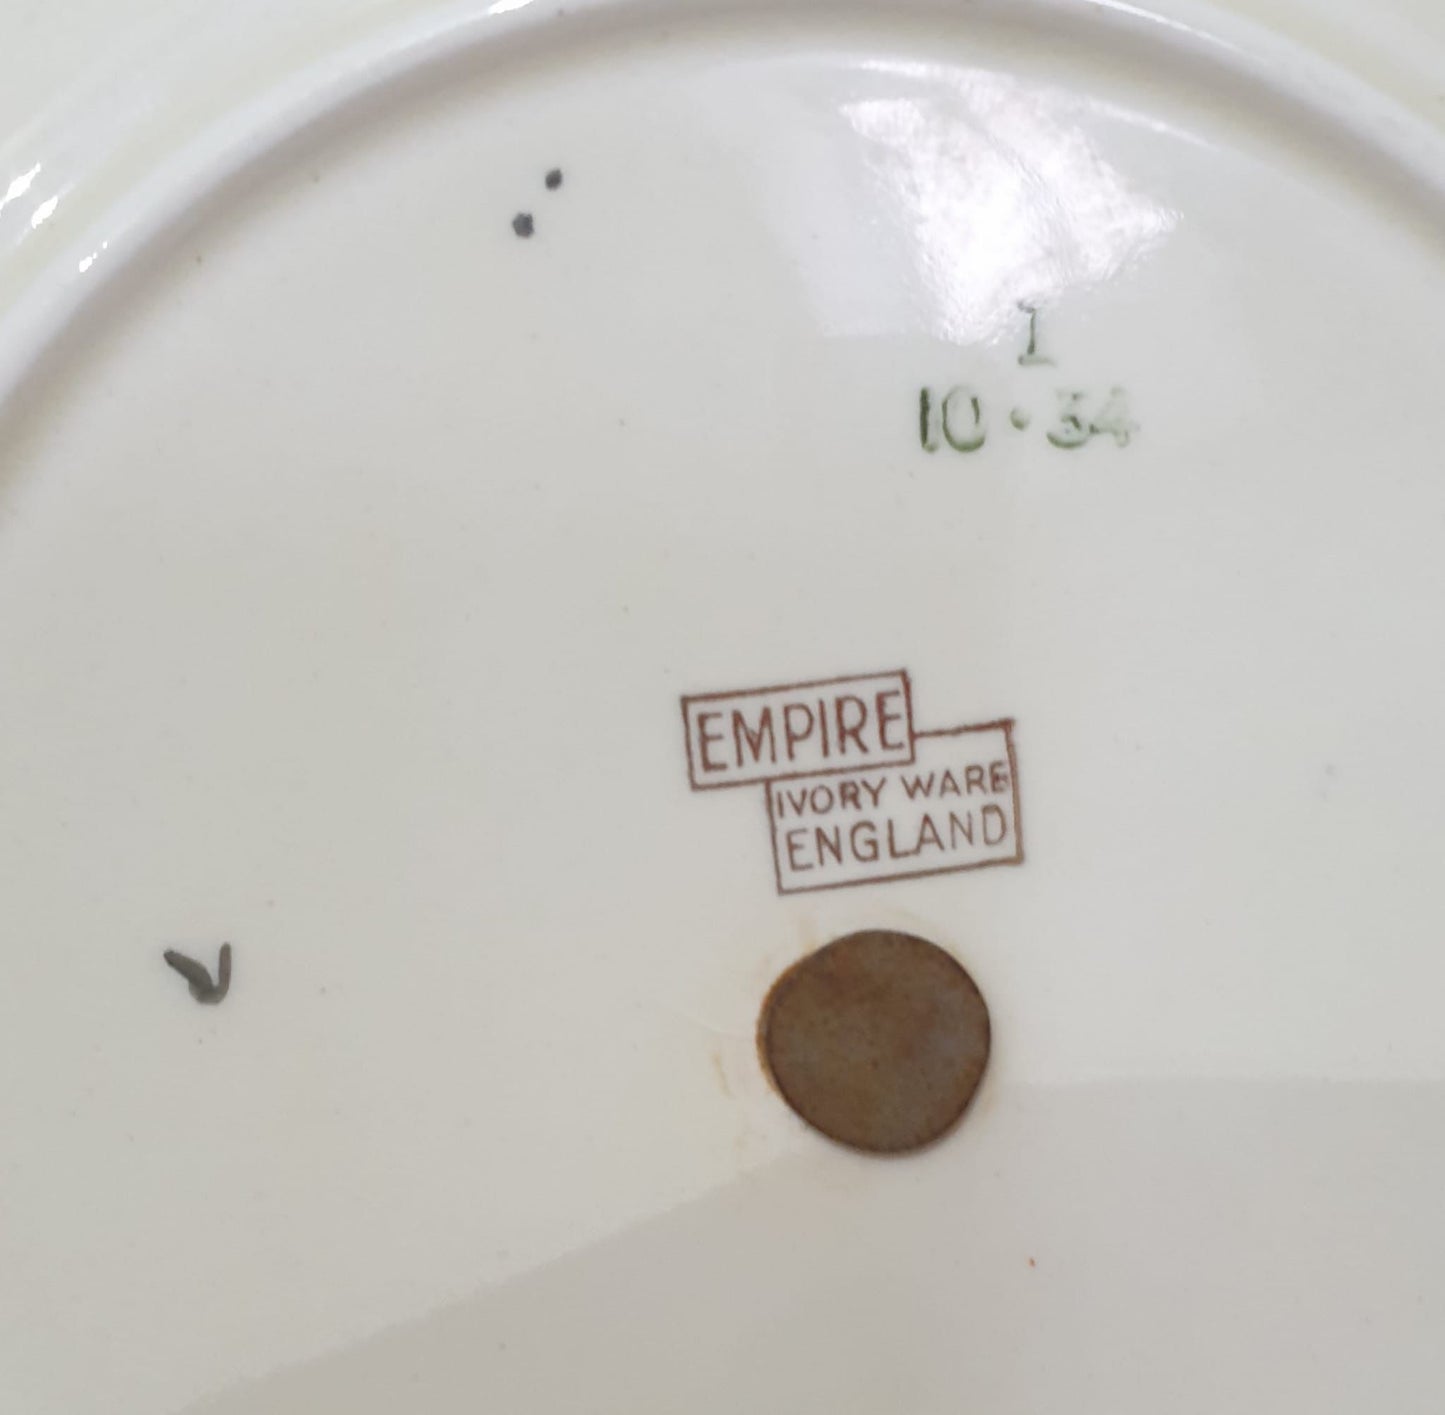 1
10·34
EMPIRE
IVORY WARE
ENGLAND